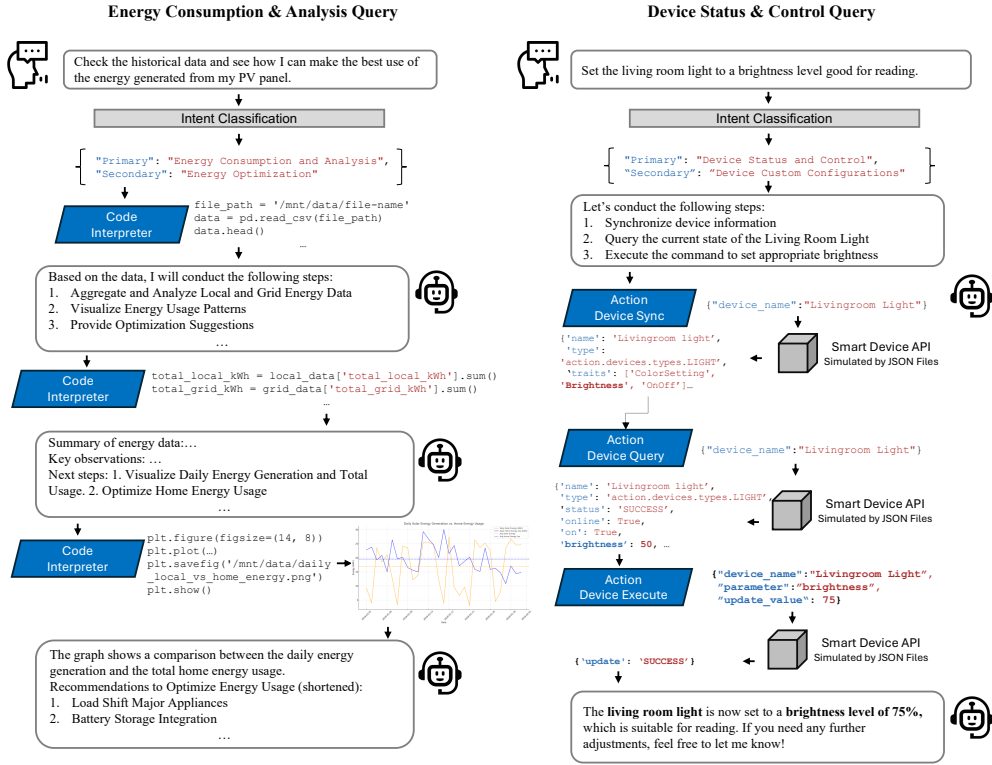 Energy Consumption & Analysis Query
Check the historical data and see how I can make the best use
of the energy generated from my PV panel.
Intent Classification
"Primary": "Energy Consumption and Analysis",
"Secondary": "Energy Optimization"
Code
Interpreter
file_path = '/mnt/data/file-name'
data = pd.read_csv(file_path)
data.head()
…
Based on the data, I will conduct the following steps:
1. Aggregate and Analyze Local and Grid Energy Data
2. Visualize Energy Usage Patterns
3. Provide Optimization Suggestions
…
Code
Interpreter
total_local_kWh = local_data['total_local_kWh'].sum()
total_grid_kWh = grid_data['total_grid_kWh'].sum()
…
Summary of energy data:…
Key observations: …
Next steps: 1. Visualize Daily Energy Generation and Total
Usage. 2. Optimize Home Energy Usage
…
Code
Interpreter
plt.figure(figsize=(14, 8))
plt.plot(…)
plt.savefig('/mnt/data/daily
_local_vs_home_energy.png')
plt.show()
Daily Solar Energy Generation vs. Home Energy Usage
The graph shows a comparison between the daily energy
generation and the total home energy usage.
Recommendations to Optimize Energy Usage (shortened):
1. Load Shift Major Appliances
2. Battery Storage Integration
…
Device Status & Control Query
Set the living room light to a brightness level good for reading.
Intent Classification
"Primary": "Device Status and Control",
“Secondary”: ”Device Custom Configurations"
Let’s conduct the following steps:
1. Synchronize device information
2. Query the current state of the Living Room Light
3. Execute the command to set appropriate brightness
Action
Device Sync
{"device_name":"Livingroom Light"}
Smart Device API
Simulated by JSON Files
{'name': 'Livingroom light’,
'type':
'action.devices.types.LIGHT’,
‘traits': ['ColorSetting',
'Brightness', 'OnOff']…
Action
Device Query
{"device_name":"Livingroom Light"}
Smart Device API
Simulated by JSON Files
{'name': 'Livingroom light’,
'type': 'action.devices.types.LIGHT’,
'status': 'SUCCESS’,
'online': True,
'on': True,
'brightness': 50, …
Action
Device Execute
{"device_name":"Livingroom Light”,
“parameter":”brightness”,
“update_value“: 75}
Smart Device API
Simulated by JSON Files
{‘update': ‘SUCCESS’}
The living room light is now set to a brightness level of 75%,
which is suitable for reading. If you need any further
adjustments, feel free to let me know!